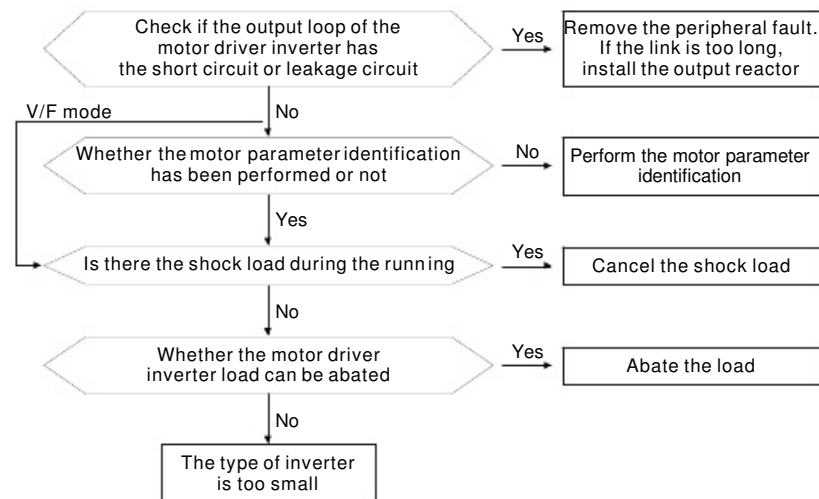 Check if the output loop of the
motor driver inverter has
the short circuit or leakage circuit
Yes
Remove the peripheral fault.
If the link is too long,
install the output reactor
No
V/F mode
Whether the motor parameter identification
has been performed or not
No
Perform the motor parameter
identification
Yes
Is there the shock load during the running
Yes
Cancel the shock load
No
Whether the motor driver
inverter load can be abated
Yes
Abate the load
No
The type of inverter
is too small